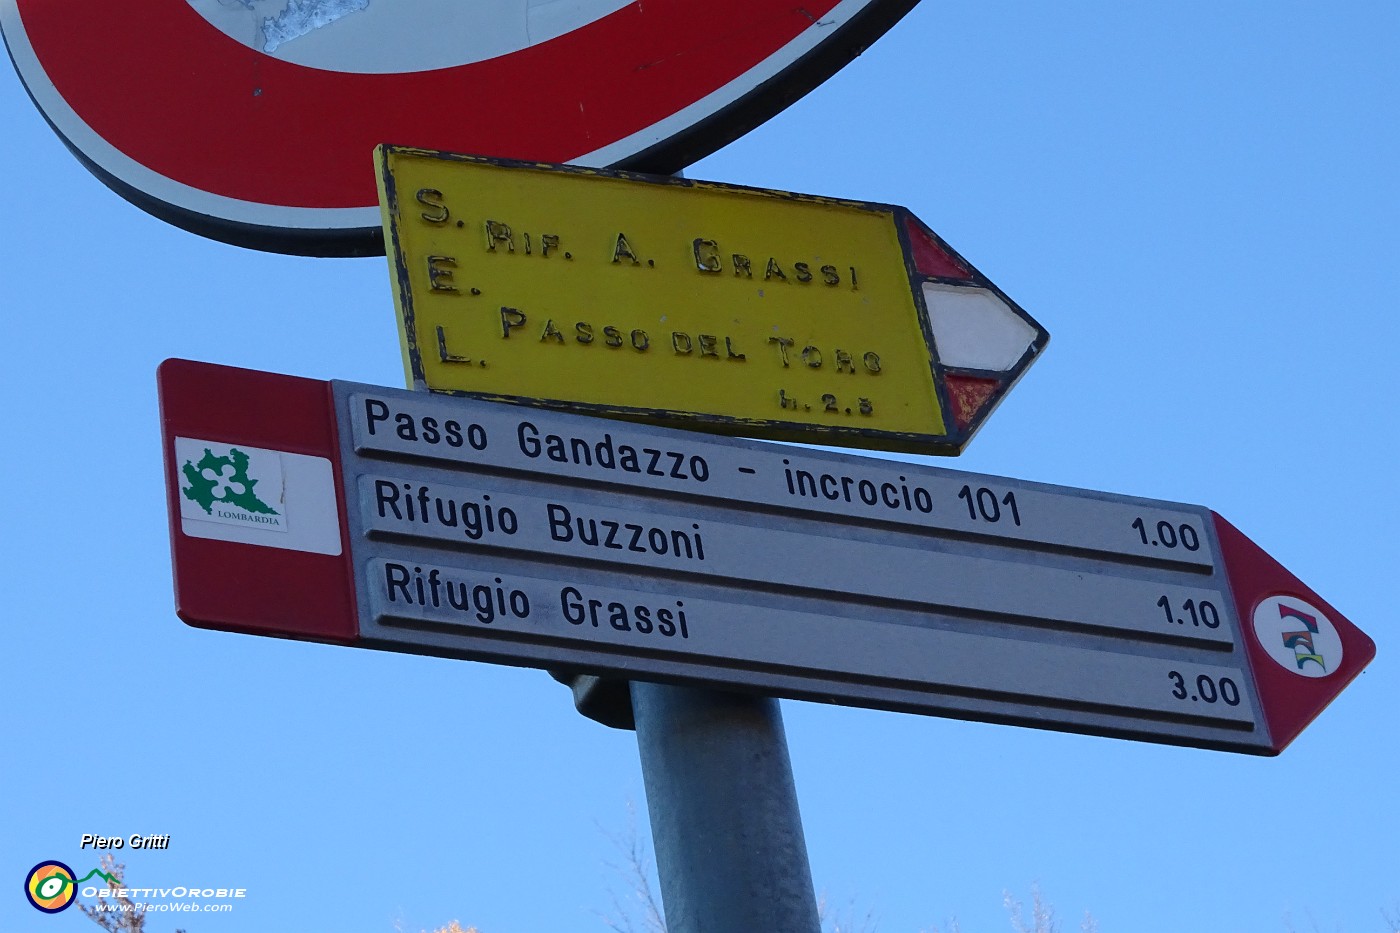 S. RIF. A. GRASSI
E.
L. PASSO DEL TORO
h. 2.5
Passo Gandazzo - incrocio 101 1.00
Rifugio Buzzoni 1.10
Rifugio Grassi 3.00
LOMBARDIA
Piero Gritti
OBIETTIVOROBIE
www.PieroWeb.com